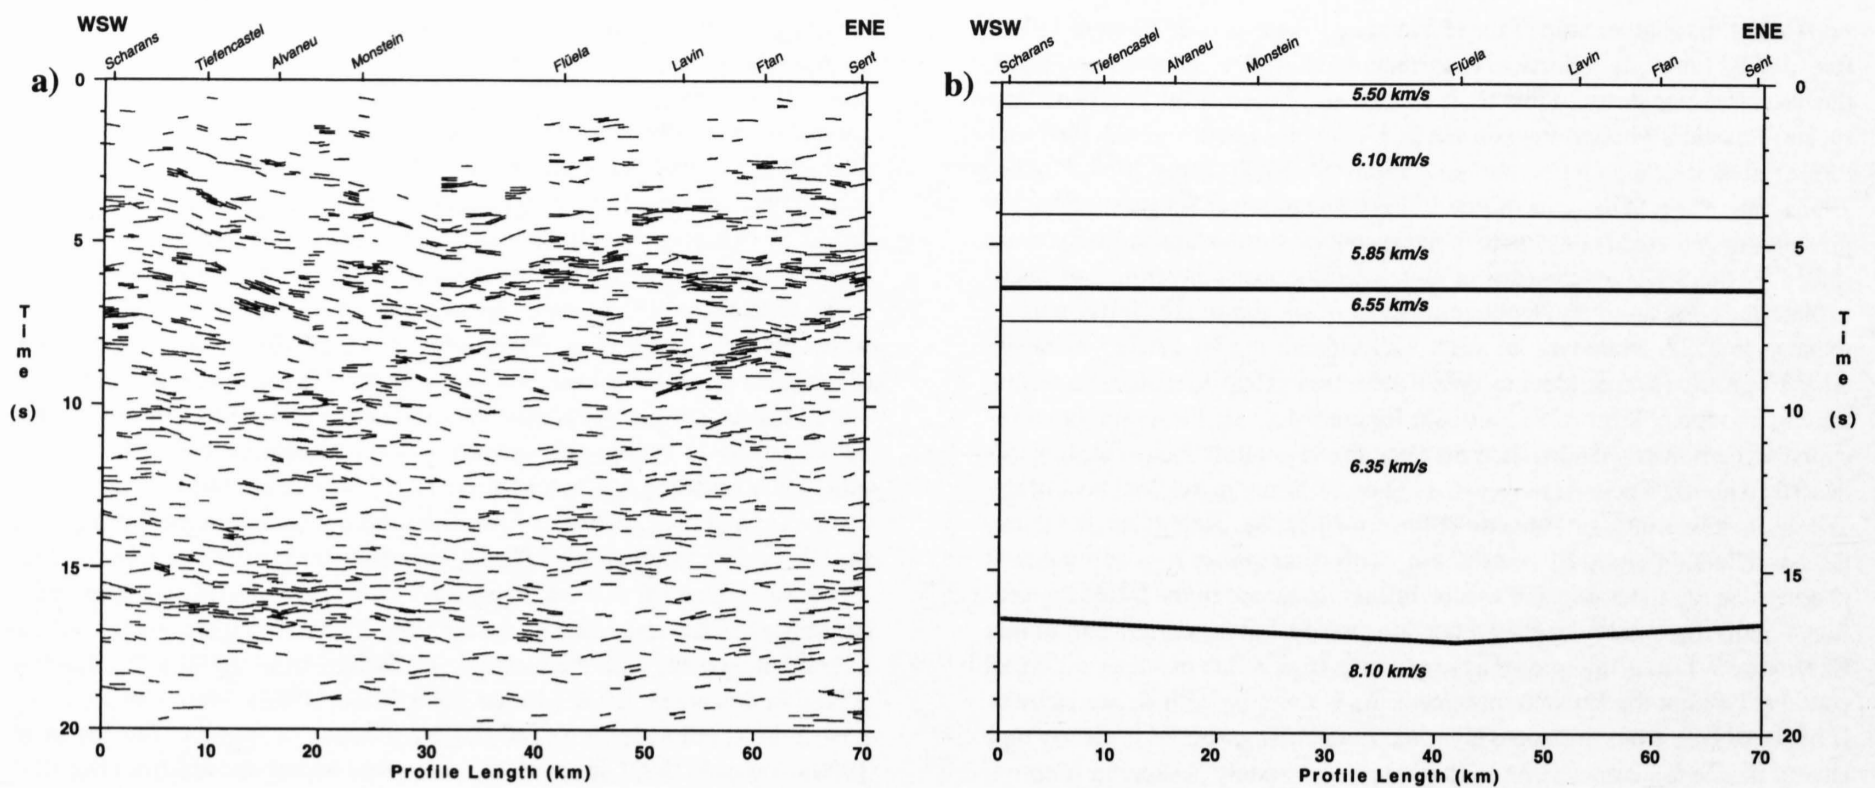 WSW
ENE
Scharans
Tiefencastel
Alvaneu
Monstein
Flüela
Lavin
Ftan
Sent
a)
0
5
10
15
20
T
i
m
e
(s)
0 10 20 30 40 50 60 70
Profile Length (km)
WSW
ENE
Scharans
Tiefencastel
Alvaneu
Monstein
Flüela
Lavin
Ftan
Sent
b)
0
5.50 km/s
6.10 km/s
5
5.85 km/s
6.55 km/s
T
i
m
e
(s)
10
6.35 km/s
15
8.10 km/s
20
0 10 20 30 40 50 60 70
Profile Length (km)